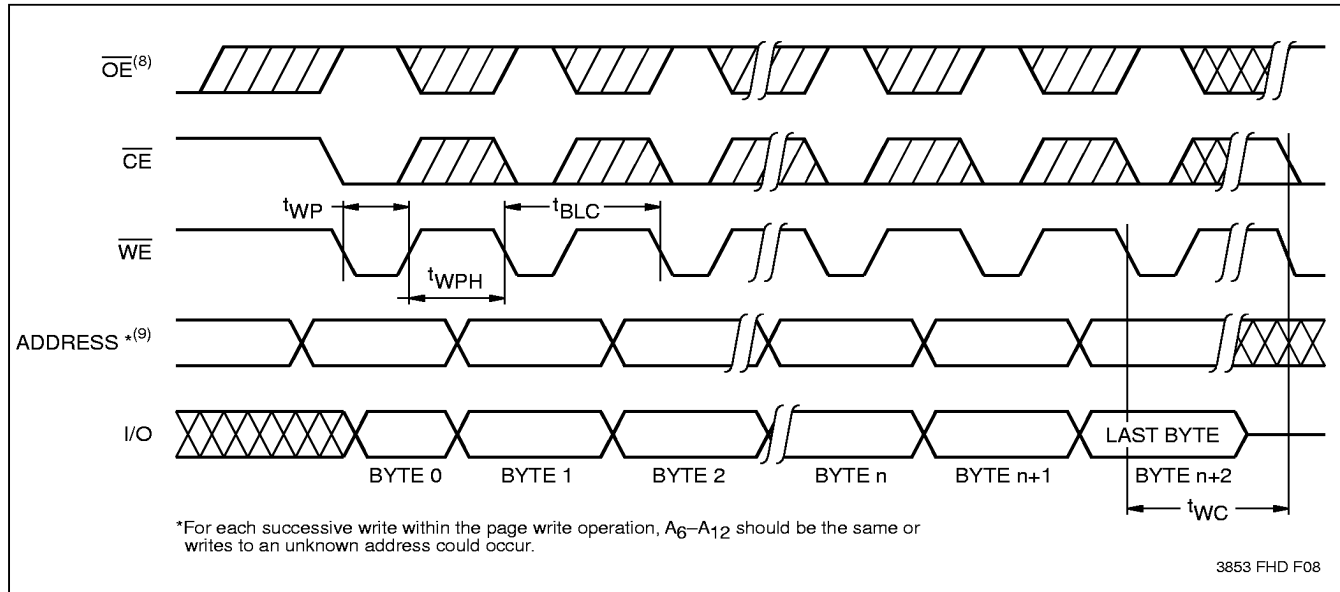 OE(8)
CE
tWP
tBLC
WE
tWPH
ADDRESS *(9)
I/O
LAST BYTE
BYTE 0 BYTE 1 BYTE 2 BYTE n BYTE n+1 BYTE n+2
tWC
*For each successive write within the page write operation, A6–A12 should be the same or
writes to an unknown address could occur.
3853 FHD F08